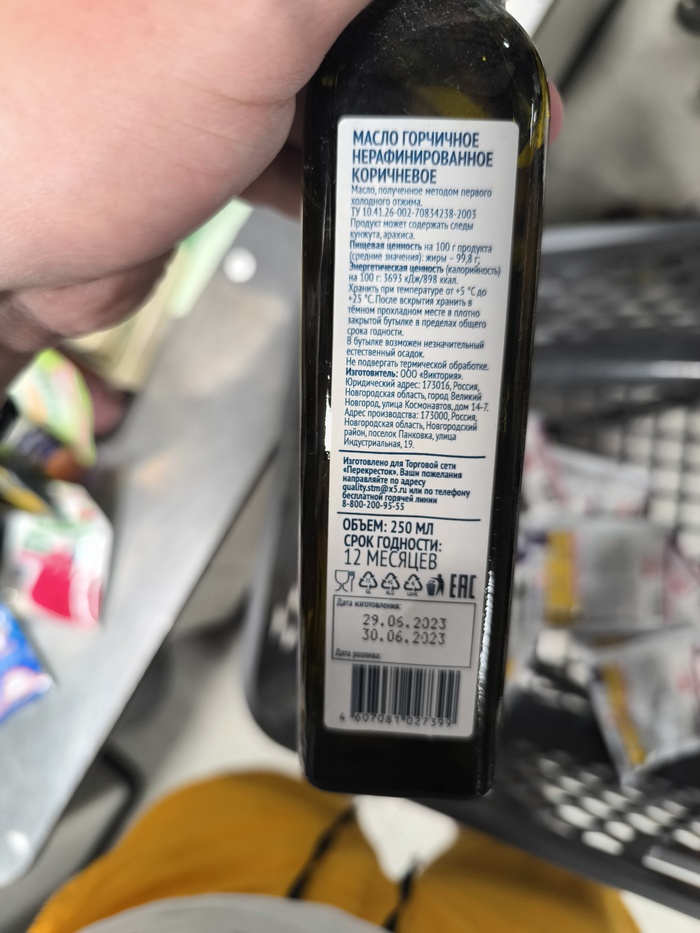 МАСЛО ГОРЧИЧНОЕ
НЕРАФИНИРОВАННОЕ
КОРИЧНЕВОЕ
Масло, полученное методом первого
холодного отжима.
ТУ 10.41.26-002-70834238-2003
Продукт может содержать следы
кунжута, арахиса.
Пищевая ценность на 100 г продукта
(средние значения): жиры – 99,8 г;
Энергетическая ценность (калорийность)
на 100 г: 3693 кДж/898 ккал.
Хранить при температуре от +5 °С до
+25 °С. После вскрытия хранить в
тёмном прохладном месте в плотно
закрытой бутылке в пределах общего
срока годности.
В бутылке возможен незначительный
естественный осадок.
Не подвергать термической обработке.
Изготовитель: ООО «Виктория».
Юридический адрес: 173016, Россия,
Новгородская область, город Великий
Новгород, улица Космонавтов, дом 14-7.
Адрес производства: 173000, Россия,
Новгородская область, Новгородский
район, поселок Панковка, улица
Индустриальная, 19.
Изготовлено для Торговой сети
«Перекресток». Ваши пожелания
направляйте по адресу
quality.stm@x5.ru или по телефону
бесплатной горячей линии
8-800-200-95-55
ОБЪЕМ: 250 МЛ
СРОК ГОДНОСТИ:
12 МЕСЯЦЕВ
EAC
Дата изготовления:
29.06.2023
30.06.2023
Дата розлива:
4 607081 027399